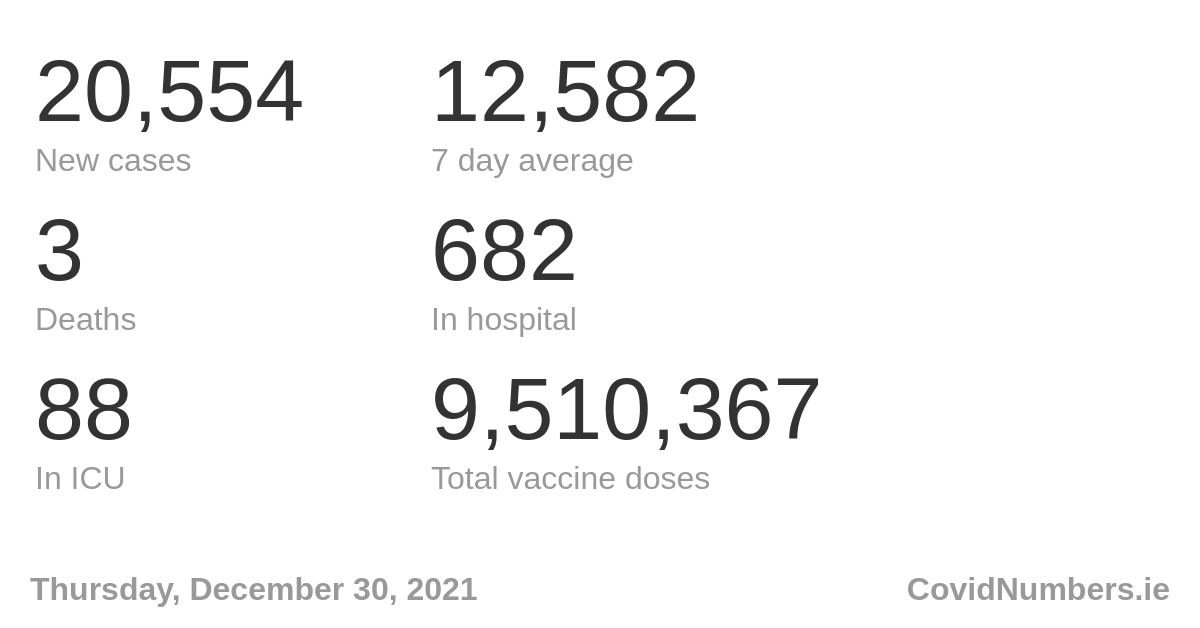 20,554 12,582
New cases 7 day average
3 682
Deaths In hospital
88 9,510,367
In ICU Total vaccine doses
Thursday, December 30, 2021 CovidNumbers.ie